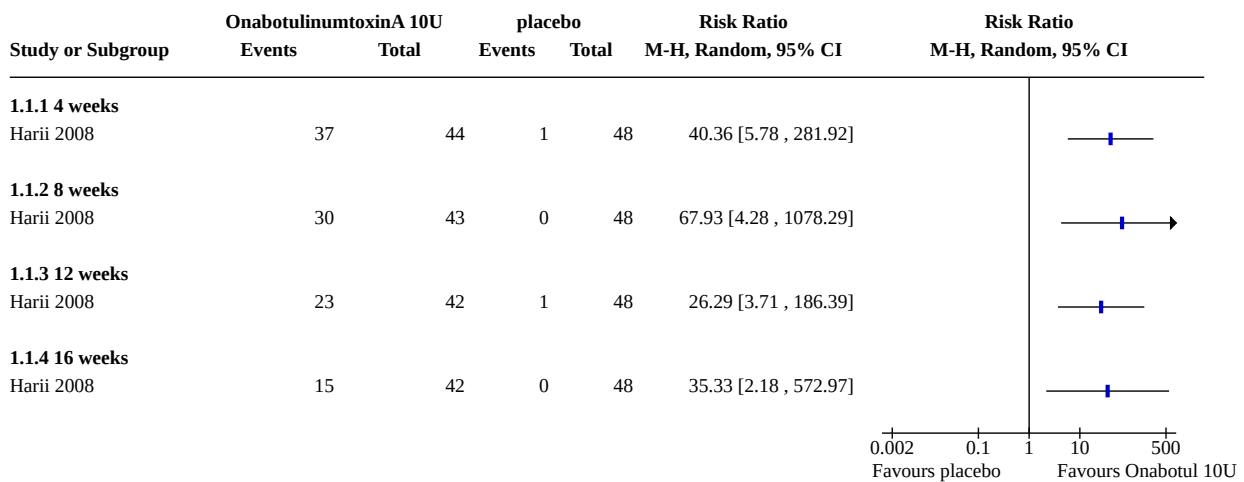 OnabotulinumtoxinA 10U placebo Risk Ratio Risk Ratio
Study or Subgroup Events Total Events Total M-H, Random, 95% CI M-H, Random, 95% CI
1.1.1 4 weeks
Harii 2008 37 44 1 48 40.36 [5.78 , 281.92]
1.1.2 8 weeks
Harii 2008 30 43 0 48 67.93 [4.28 , 1078.29]
1.1.3 12 weeks
Harii 2008 23 42 1 48 26.29 [3.71 , 186.39]
1.1.4 16 weeks
Harii 2008 15 42 0 48 35.33 [2.18 , 572.97]
0.002 0.1 1 10 500
Favours placebo Favours Onabotul 10U